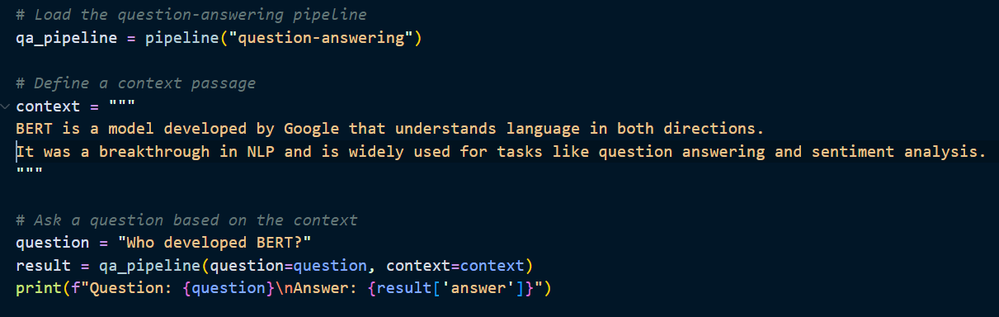 # Load the question-answering pipeline
qa_pipeline = pipeline("question-answering")
# Define a context passage
context = """
BERT is a model developed by Google that understands language in both directions.
It was a breakthrough in NLP and is widely used for tasks like question answering and sentiment analysis.
"""
# Ask a question based on the context
question = "Who developed BERT?"
result = qa_pipeline(question=question, context=context)
print(f"Question: {question}\nAnswer: {result['answer']}")